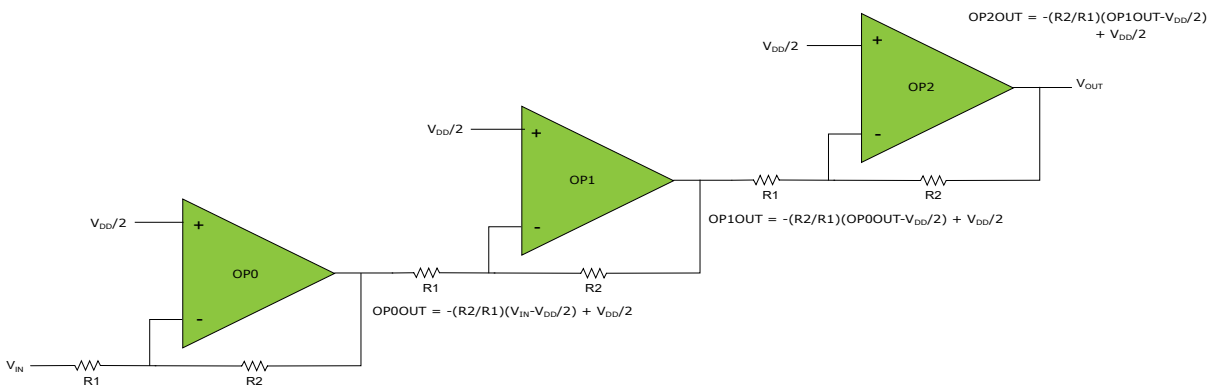 OP2OUT = -(R2/R1)(OP1OUT-VDD/2)
+ VDD/2
VDD/2
+
OP2
VOUT
-
VDD/2
+
OP1
R1
R2
OP1OUT = -(R2/R1)(OP0OUT-VDD/2) + VDD/2
-
VDD/2
+
OP0
R1
R2
OP0OUT = -(R2/R1)(VIN-VDD/2) + VDD/2
-
VIN
R1
R2